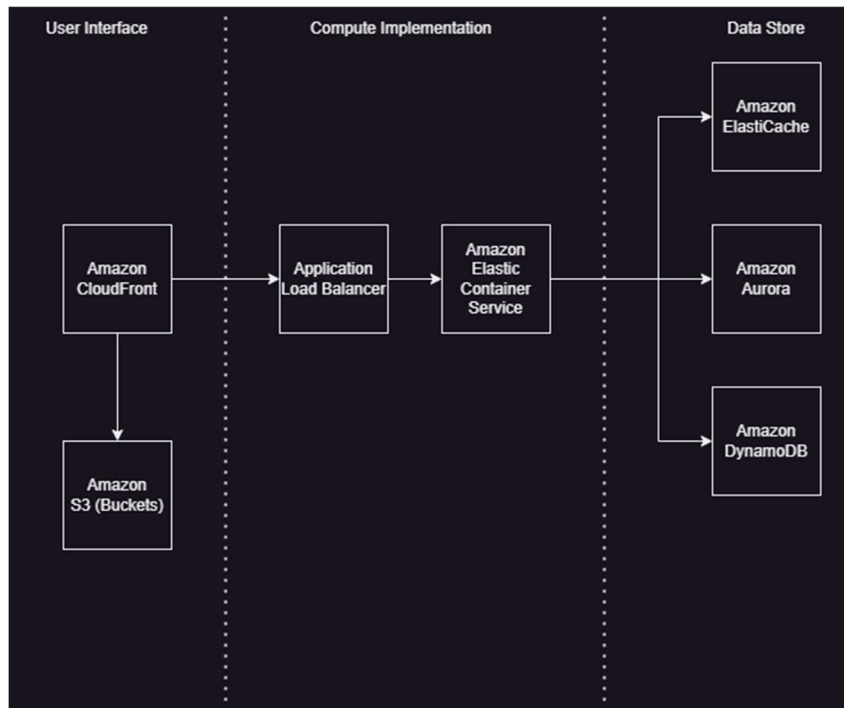 User Interface
Compute Implementation
Data Store
Amazon
ElastiCache
Amazon
CloudFront
Application
Load Balancer
Amazon
Elastic
Container
Service
Amazon
Aurora
Amazon
DynamoDB
Amazon
S3 (Buckets)